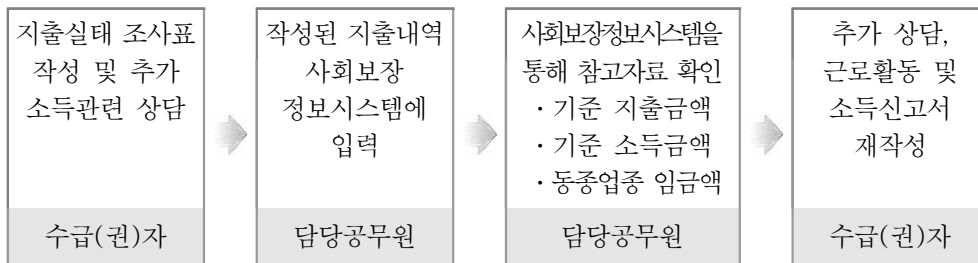 지출실태 조사표
작성 및 추가
소득관련 상담
수급(권)자
작성된 지출내역
사회보장
정보시스템에
입력
담당공무원
사회보장정보시스템을
통해 참고자료 확인
· 기준 지출금액
· 기준 소득금액
· 동종업종 임금액
담당공무원
추가 상담,
근로활동 및
소득신고서
재작성
수급(권)자